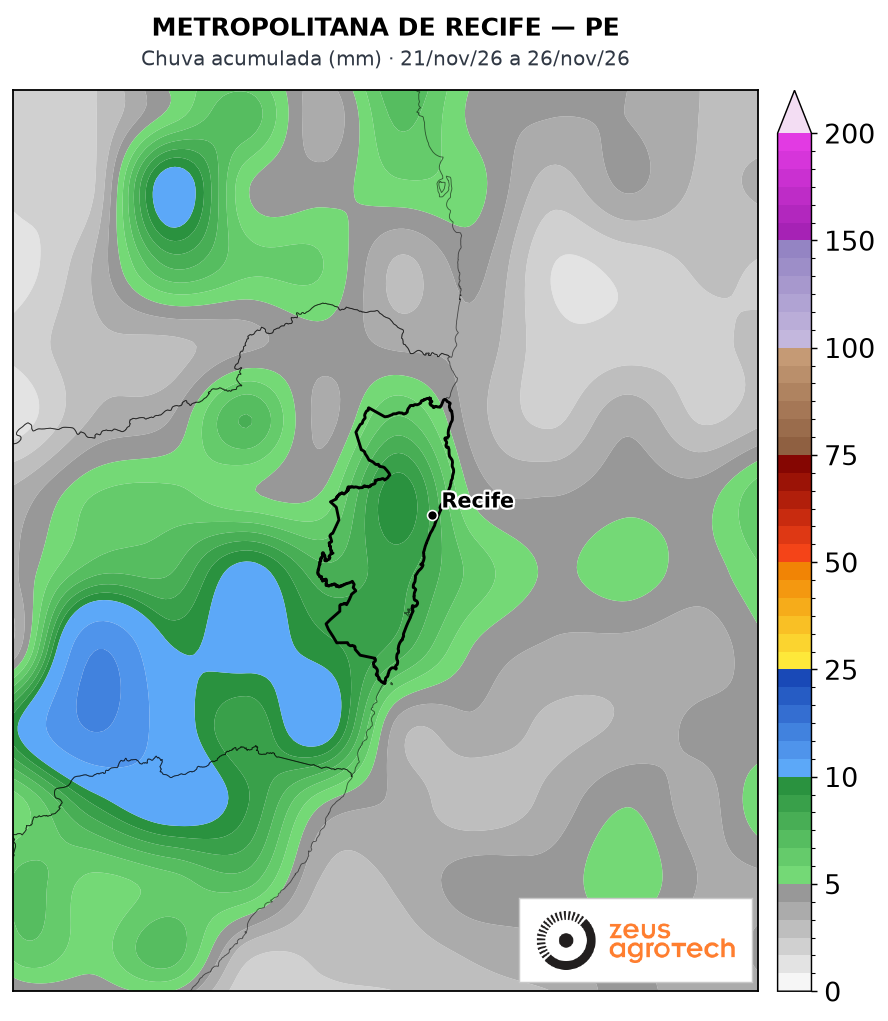 METROPOLITANA DE RECIFE — PE
Chuva acumulada (mm) · 21/nov/26 a 26/nov/26
200
150
100
75
50
25
10
5
0
Recife
zeus
agrotech